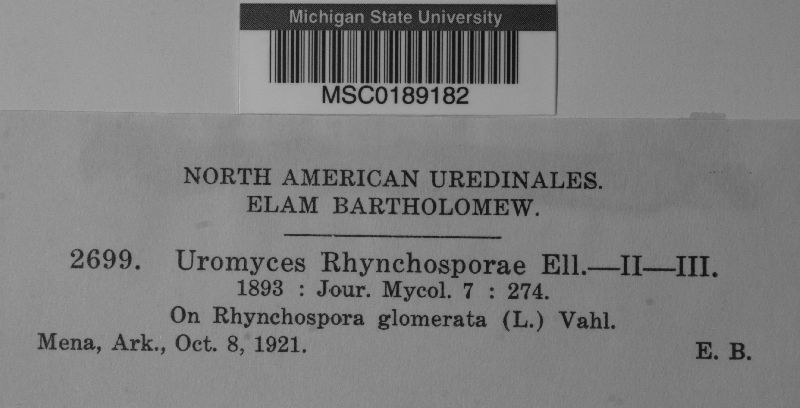 Michigan State University
MSC0189182
NORTH AMERICAN UREDINALES.
ELAM BARTHOLOMEW.
2699. Uromyces Rhynchosporae Ell.—II—III.
1893 : Jour. Mycol. 7 : 274.
On Rhynchospora glomerata (L.) Vahl.
Mena, Ark., Oct. 8, 1921. E. B.